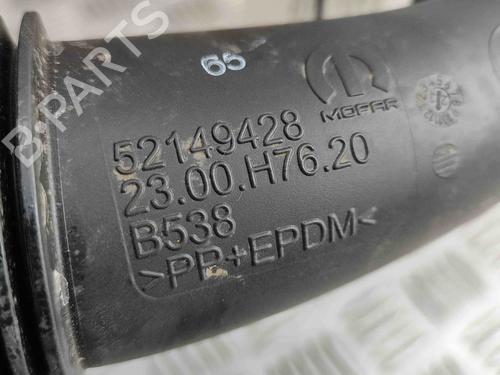 65
MOPAR
52149428
23.00.H76.20
B538
>PP+EPDM<
B-PARTS